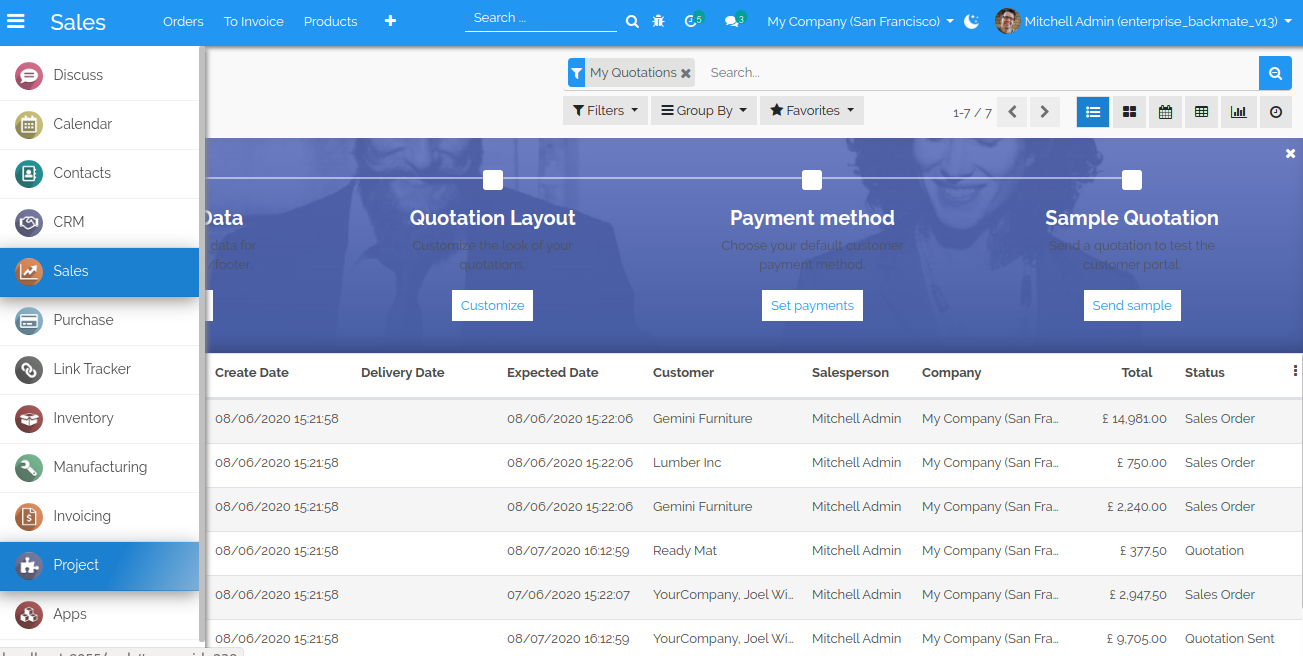 Sales Orders To Invoice Products Search ... 5 3 My Company (San Francisco) Mitchell Admin (enterprise_backmate_v13)
Discuss
Calendar
Contacts
CRM
Sales
Purchase
Link Tracker
Inventory
Manufacturing
Invoicing
Project
Apps
My Quotations Search...
Filters Group By Favorites 1-7 / 7
Data
data for
footer
Quotation Layout
Customize the look of your
quotations
Customize
Payment method
Choose your default customer
payment method.
Set payments
Sample Quotation
Send a quotation to test the
customer portal.
Send sample
Create Date Delivery Date Expected Date Customer Salesperson Company Total Status
08/06/2020 15:21:58 08/06/2020 15:22:06 Gemini Furniture Mitchell Admin My Company (San Fra... £ 14,981.00 Sales Order
08/06/2020 15:21:58 08/06/2020 15:22:06 Lumber Inc Mitchell Admin My Company (San Fra... £ 750.00 Sales Order
08/06/2020 15:21:58 08/06/2020 15:22:06 Gemini Furniture Mitchell Admin My Company (San Fra... £ 2,240.00 Sales Order
08/06/2020 15:21:58 08/07/2020 16:12:59 Ready Mat Mitchell Admin My Company (San Fra... £ 377.50 Quotation
08/06/2020 15:21:58 07/06/2020 15:22:07 YourCompany, Joel Wi... Mitchell Admin My Company (San Fra... £ 2,947.50 Sales Order
08/06/2020 15:21:58 08/07/2020 16:12:59 YourCompany, Joel Wi... Mitchell Admin My Company (San Fra... £ 9,705.00 Quotation Sent